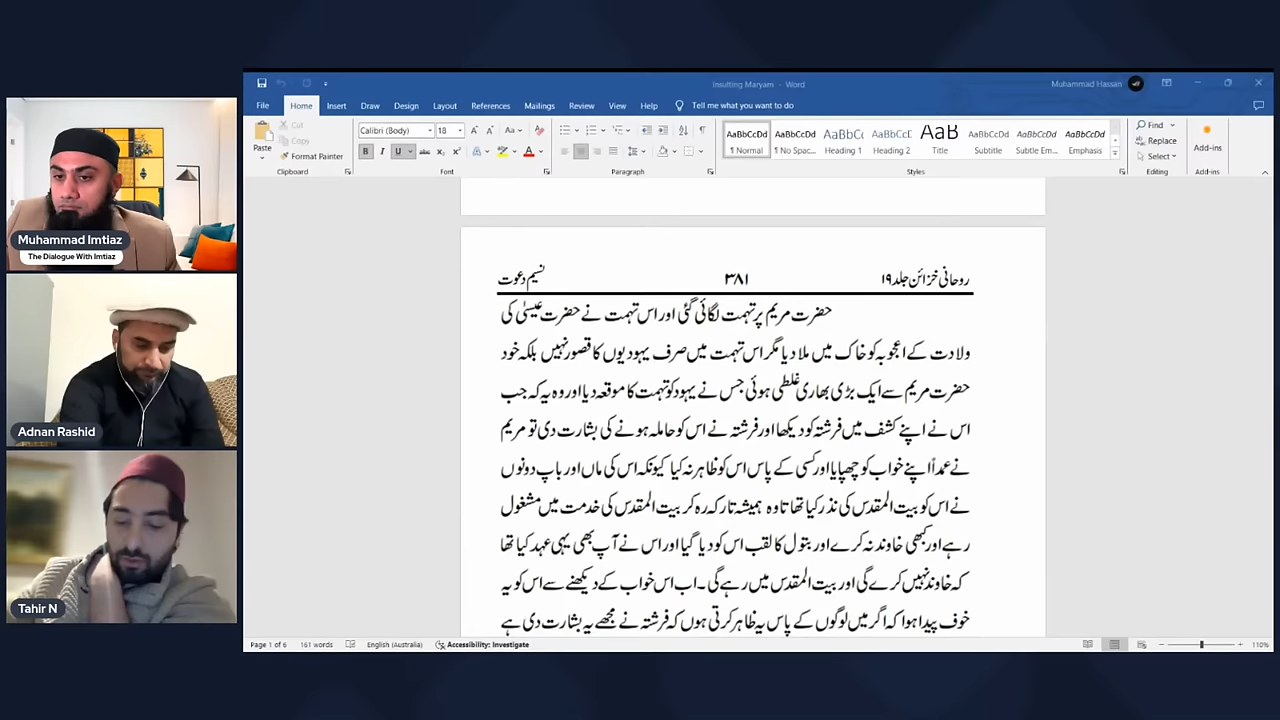 Insulting Maryam - Word
Muhammad Hassan
File Home Insert Draw Design Layout References Mailings Review View Help Tell me what you want to do
Paste
Cut
Copy
Format Painter
Clipboard
Calibri (Body) 18
Font
Paragraph
AaBbCcDd AaBbCcDd AaBbCc AaBbCcD AaB AaBbCcDd AaBbCcDd AaBbCcDd
¶ Normal ¶ No Spac... Heading 1 Heading 2 Title Subtitle Subtle Em... Emphasis
Styles
Find
Replace
Select
Editing
Add-ins
Add-ins
Muhammad Imtiaz
The Dialogue With Imtiaz
Adnan Rashid
Tahir N
روحانی خزائن جلد ۱۹ ۳۸۱ نسیم دعوت
حضرت مریم پر تہمت لگائی گئی اور اس تہمت نے حضرت عیسیٰ کی
ولادت کے اعجوبہ کو خاک میں ملا دیا مگر اس تہمت میں صرف یہودیوں کا قصور نہیں بلکہ خود
حضرت مریم سے ایک بڑی بھاری غلطی ہوئی جس نے یہود کو تہمت کا موقعہ دیا اور وہ یہ کہ جب
اس نے اپنے کشف میں فرشتہ کو دیکھا اور فرشتہ نے اس کو حاملہ ہونے کی بشارت دی تو مریم
نے عمداً اپنے خواب کو چھپایا اور کسی کے پاس اس کو ظاہر نہ کیا کیونکہ اس کی ماں اور باپ دونوں
نے اس کو بیت المقدس کی نذر کیا تھا تا وہ ہمیشہ تارکہ رہ کر بیت المقدس کی خدمت میں مشغول
رہے اور کبھی خاوند نہ کرے اور بتول کا لقب اس کو دیا گیا اور اس نے آپ بھی یہی عہد کیا تھا
کہ خاوند نہیں کرے گی اور بیت المقدس میں رہے گی۔ اب اس خواب کے دیکھنے سے اس کو یہ
خوف پیدا ہوا کہ اگر میں لوگوں کے پاس یہ ظاہر کرتی ہوں کہ فرشتہ نے مجھے یہ بشارت دی ہے
Page 1 of 6 161 words English (Australia) Accessibility: Investigate 110%